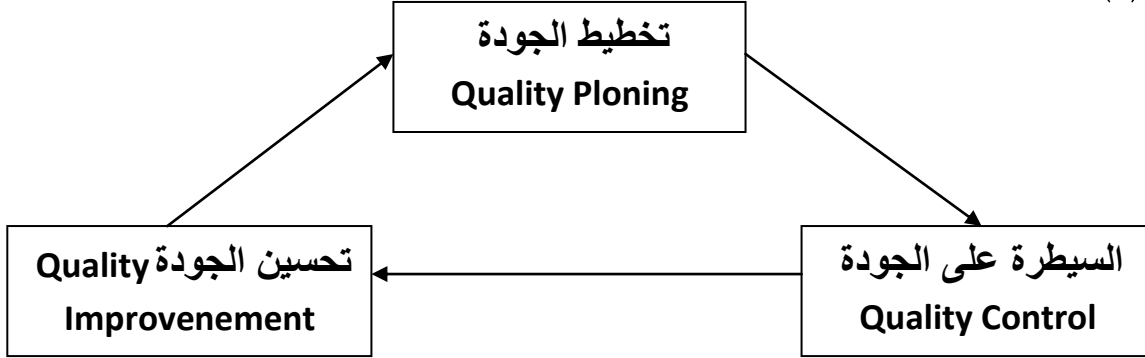 تخطيط الجودة
Quality Ploning
تحسين الجودة Quality
Improvenement
السيطرة على الجودة
Quality Control